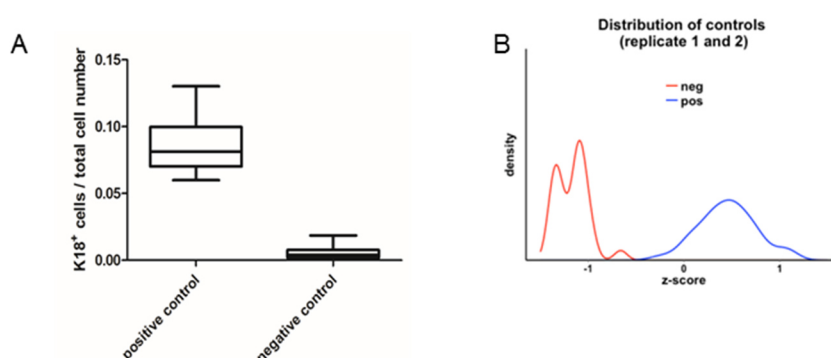 A
K18+ cells / total cell number
0.15
0.10
0.05
0.00
positive control
negative control
B
Distribution of controls
(replicate 1 and 2)
neg
pos
density
-1
0
1
z-score